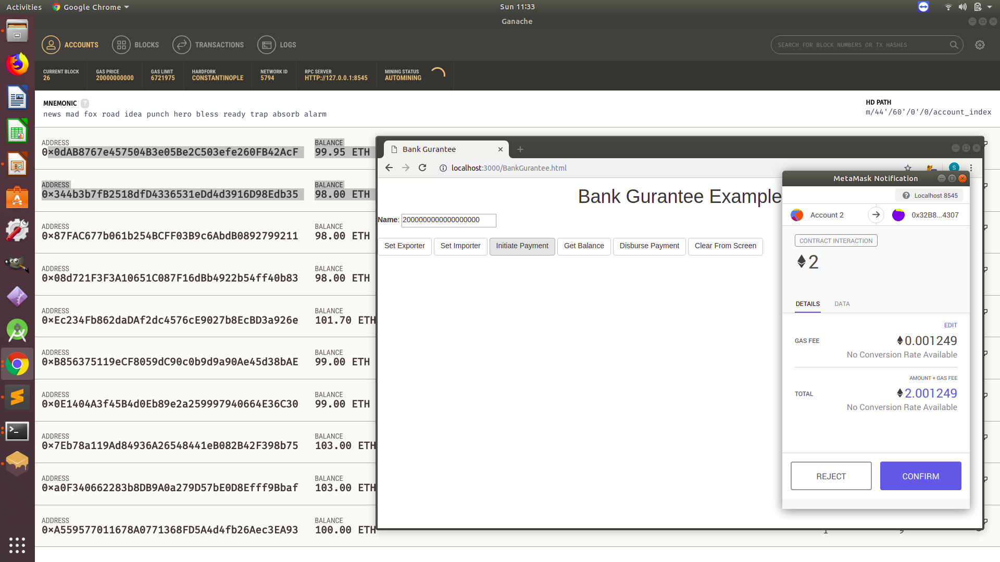 Activities Google Chrome Sun 11:33
Ganache
ACCOUNTS BLOCKS TRANSACTIONS LOGS SEARCH FOR BLOCK NUMBERS OR TX HASHES
CURRENT BLOCK GAS PRICE GAS LIMIT HARDFORK NETWORK ID RPC SERVER MINING STATUS
26 20000000000 6721975 CONSTANTINOPLE 5794 HTTP://127.0.0.1:8545 AUTOMINING
MNEMONIC ? HD PATH
news mad fox road idea punch hero bless ready trap absorb alarm m/44'/60'/0'/0/account_index
ADDRESS BALANCE
0×0dAB8767e457504B3e05Be2C503efe260FB42AcF 99.95 ETH
ADDRESS BALANCE
0×344b3b7fB2518dfD4336531eDd4d3916D98Edb35 98.00 ETH
ADDRESS BALANCE
0×87FAC677b061b254BCFF03B9c6AbdB0892799211 98.00 ETH
ADDRESS BALANCE
0×08d721F3F3A10651C087F16dBb4922b54ff40b83 98.00 ETH
ADDRESS BALANCE
0×Ec234Fb862daDAf2dc4576cE9027b8EcBD3a926e 101.70 ETH
ADDRESS BALANCE
0×B856375119eCF8059dC90c0b9d9a90Ae45d38bAE 99.00 ETH
ADDRESS BALANCE
0×0E1404A3f45B4d0Eb89e2a259997940664E36C30 99.00 ETH
ADDRESS BALANCE
0×7Eb78a119Ad84936A26548441eB082B42F398b75 103.00 ETH
ADDRESS BALANCE
0×a0F340662283b8DB9A0a279D57bE0D8Efff9Bbaf 103.00 ETH
ADDRESS BALANCE
0×A559577011678A0771368FD5A4d4fb26Aec3EA93 100.00 ETH
Bank Gurantee
localhost:3000/BankGurantee.html S
Bank Gurantee Example
Name: 2000000000000000000
Set Exporter Set Importer Initiate Payment Get Balance Disburse Payment Clear From Screen
MetaMask Notification
? Localhost 8545
Account 2 0x32B8...4307
CONTRACT INTERACTION
2
DETAILS DATA
EDIT
GAS FEE 0.001249
No Conversion Rate Available
AMOUNT + GAS FEE
TOTAL 2.001249
No Conversion Rate Available
REJECT CONFIRM